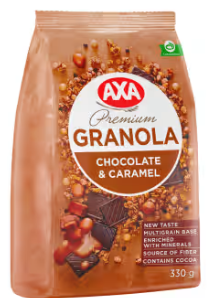 AXA
Premium
GRANOLA
CHOCOLATE
& CARAMEL
NEW TASTE
MULTIGRAIN BASE
ENRICHED
WITH MINERALS
SOURCE OF FIBER
CONTAINS COCOA
330 g